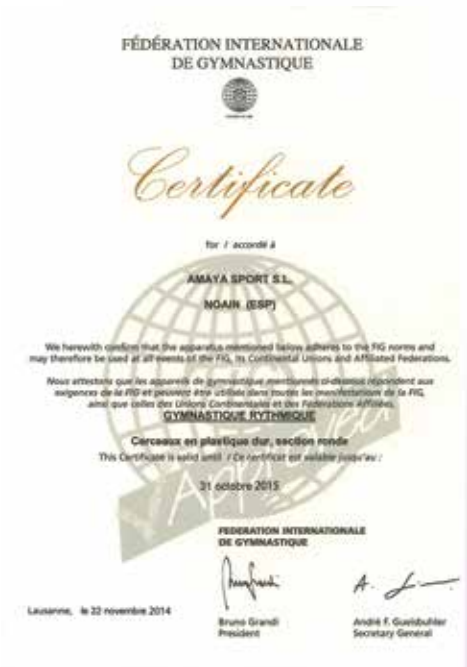 FÉDÉRATION INTERNATIONALE
DE GYMNASTIQUE
Certificate
for / accordé à
AMAYA SPORT S.L.
NOAIN (ESP)
We herewith confirm that the apparatus mentioned below adheres to the FIG norms and
may therefore be used at all events of the FIG, its Continental Unions and Affiliated Federations.
Nous attestons que les appareils de gymnastique mentionnés ci-dessous répondent aux
exigences de la FIG et peuvent être utilisés dans toutes les manifestations de la FIG,
ainsi que celles des Unions Continentales et des Fédérations Affiliées.
GYMNASTIQUE RYTHMIQUE
Cerceaux en plastique dur, section ronde
This Certificate is valid until / Ce certificat est valable jusqu'au :
31 octobre 2015
Approved
FEDERATION INTERNATIONALE
DE GYMNASTIQUE
Lausanne, le 22 novembre 2014
Bruno Grandi
President
André F. Gueisbuhler
Secretary General